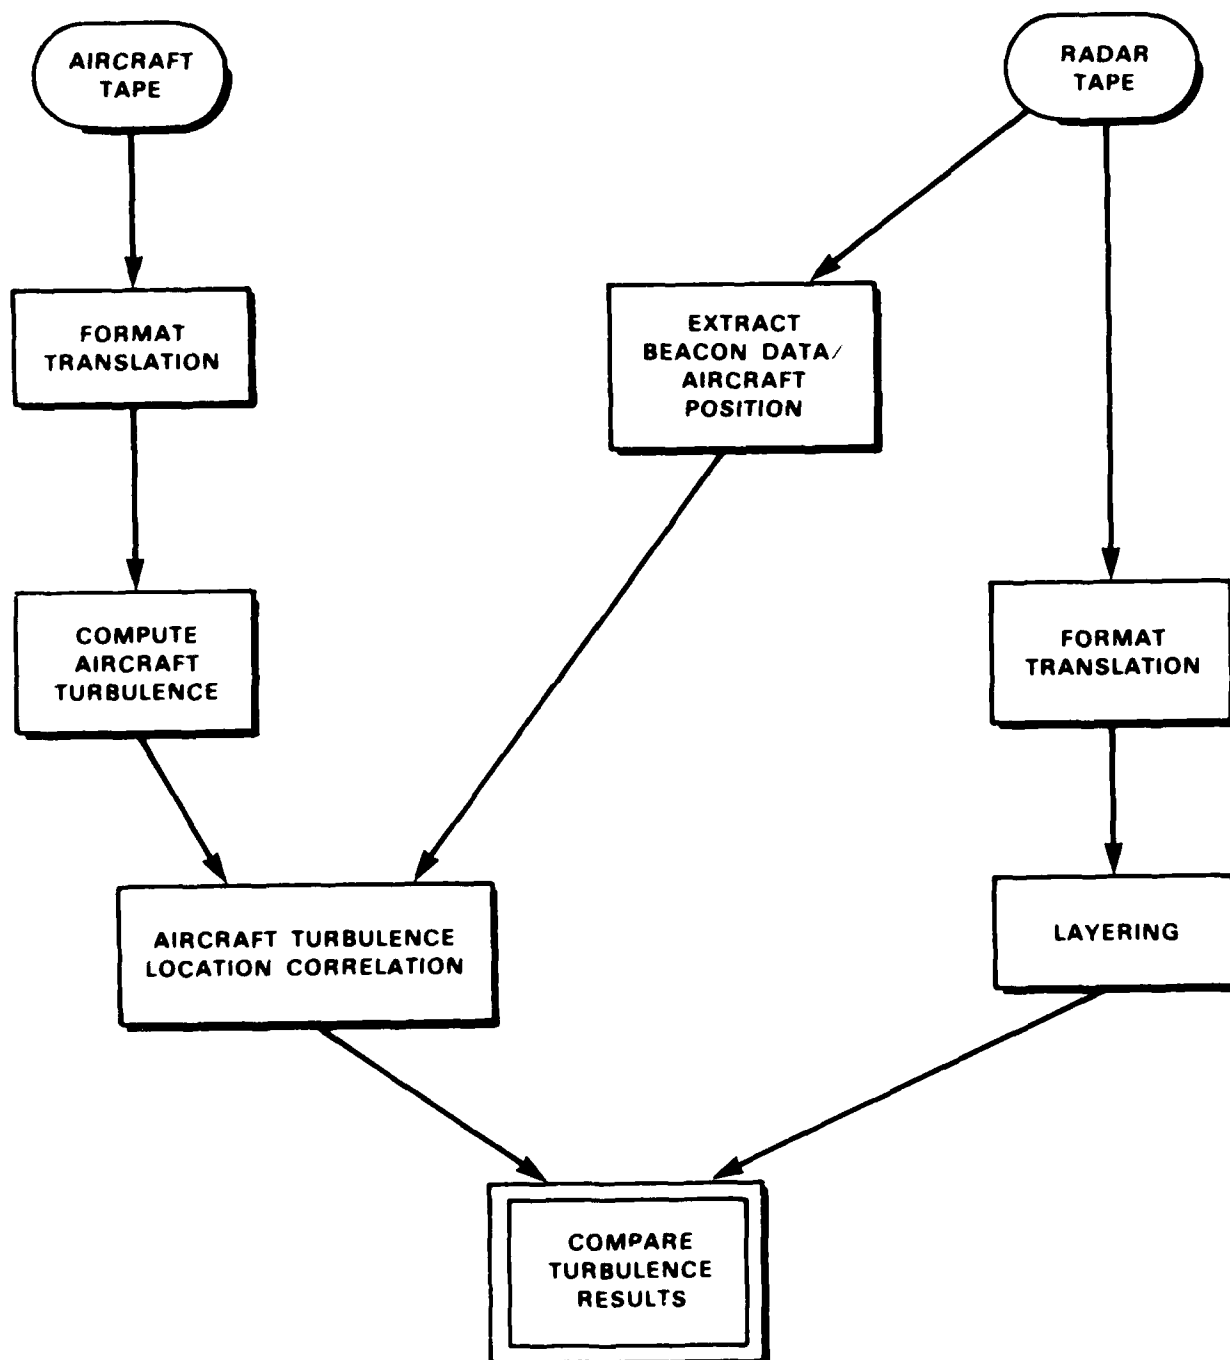 AIRCRAFT
TAPE
RADAR
TAPE
FORMAT
TRANSLATION
EXTRACT
BEACON DATA/
AIRCRAFT
POSITION
COMPUTE
AIRCRAFT
TURBULENCE
FORMAT
TRANSLATION
AIRCRAFT TURBULENCE
LOCATION CORRELATION
LAYERING
COMPARE
TURBULENCE
RESULTS